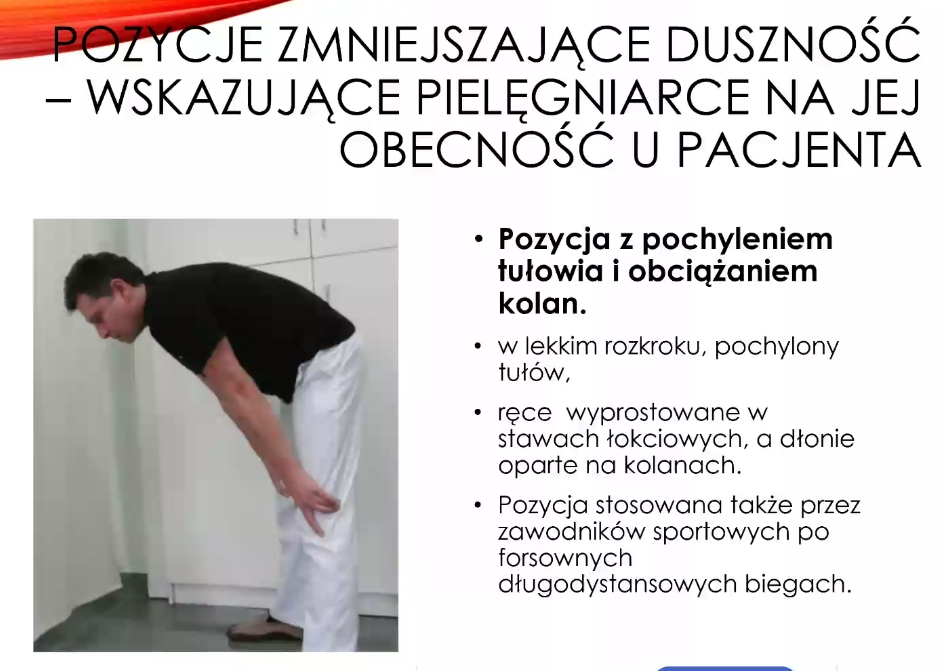 POZYCJE ZMNIEJSZAJĄCE DUSZNOŚĆ
– WSKAZUJĄCE PIELĘGNIARCE NA JEJ
OBECNOŚĆ U PACJENTA
• Pozycja z pochyleniem
tułowia i obciążaniem
kolan.
• w lekkim rozkroku, pochylony
tułów,
• ręce wyprostowane w
stawach łokciowych, a dłonie
oparte na kolanach.
• Pozycja stosowana także przez
zawodników sportowych po
forsownych
długodystansowych biegach.